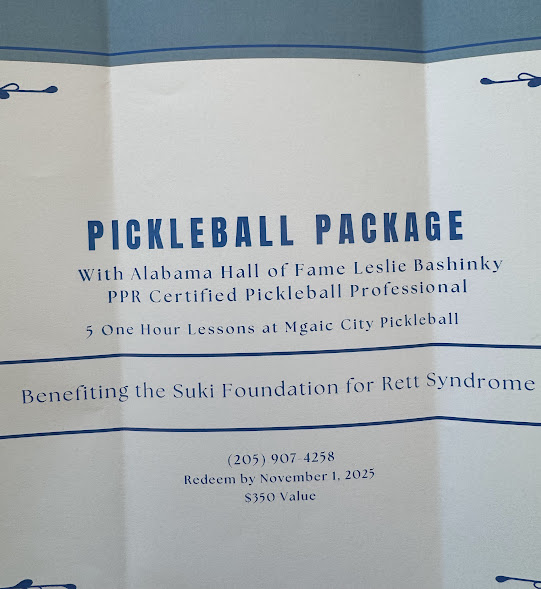 PICKLEBALL PACKAGE
With Alabama Hall of Fame Leslie Bashinky
PPR Certified Pickleball Professional
5 One Hour Lessons at Mgaic City Pickleball
Benefiting the Suki Foundation for Rett Syndrome
(205) 907-4258
Redeem by November 1, 2025
$350 Value